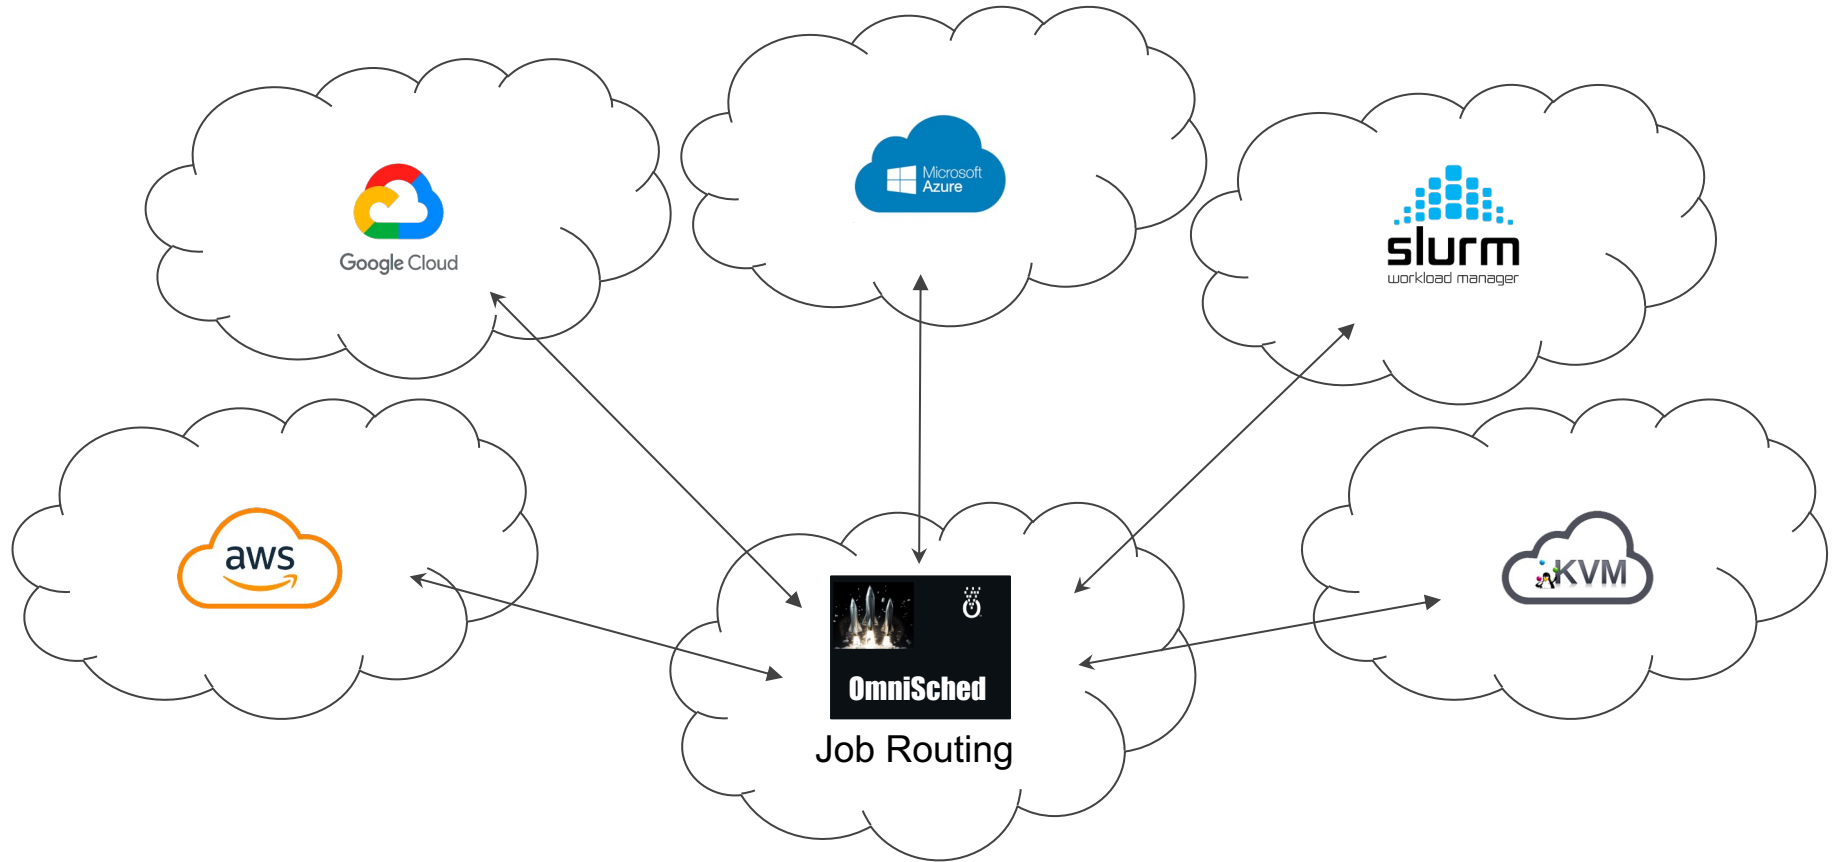 Microsoft
Azure
Google Cloud
slurm
workload manager
aws
KVM
OmniSched
Job Routing